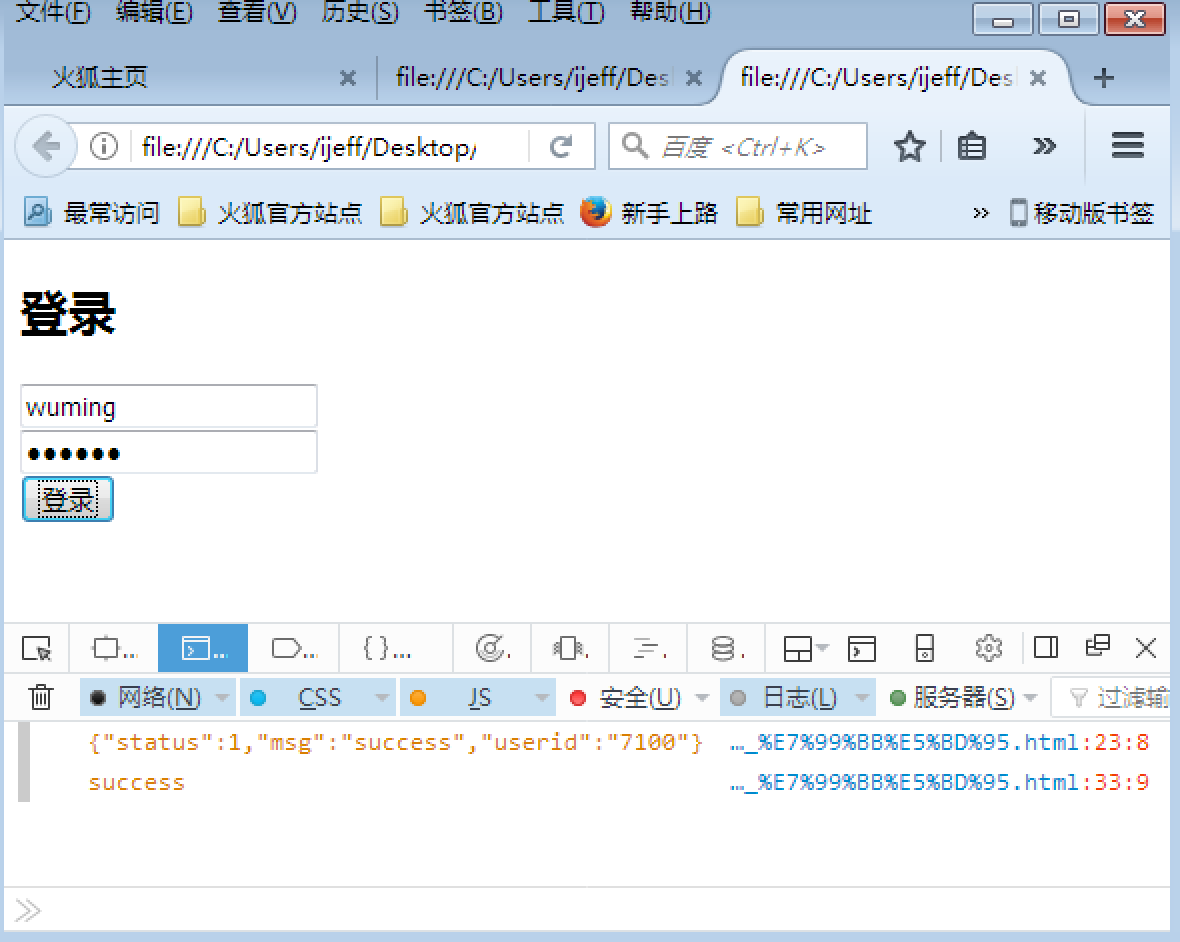 文件(F) 编辑(E) 查看(V) 历史(S) 书签(B) 工具(T) 帮助(H)
火狐主页 file:///C:/Users/ijeff/Des file:///C:/Users/ijeff/Des
file:///C:/Users/ijeff/Desktop/ 百度 <Ctrl+K>
最常访问 火狐官方站点 火狐官方站点 新手上路 常用网址 » 移动版书签
登录
wuming
••••••
登录
网络(N) CSS JS 安全(U) 日志(L) 服务器(S) 过滤输
{"status":1,"msg":"success","userid":"7100"} …_%E7%99%BB%E5%BD%95.html:23:8
success …_%E7%99%BB%E5%BD%95.html:33:9